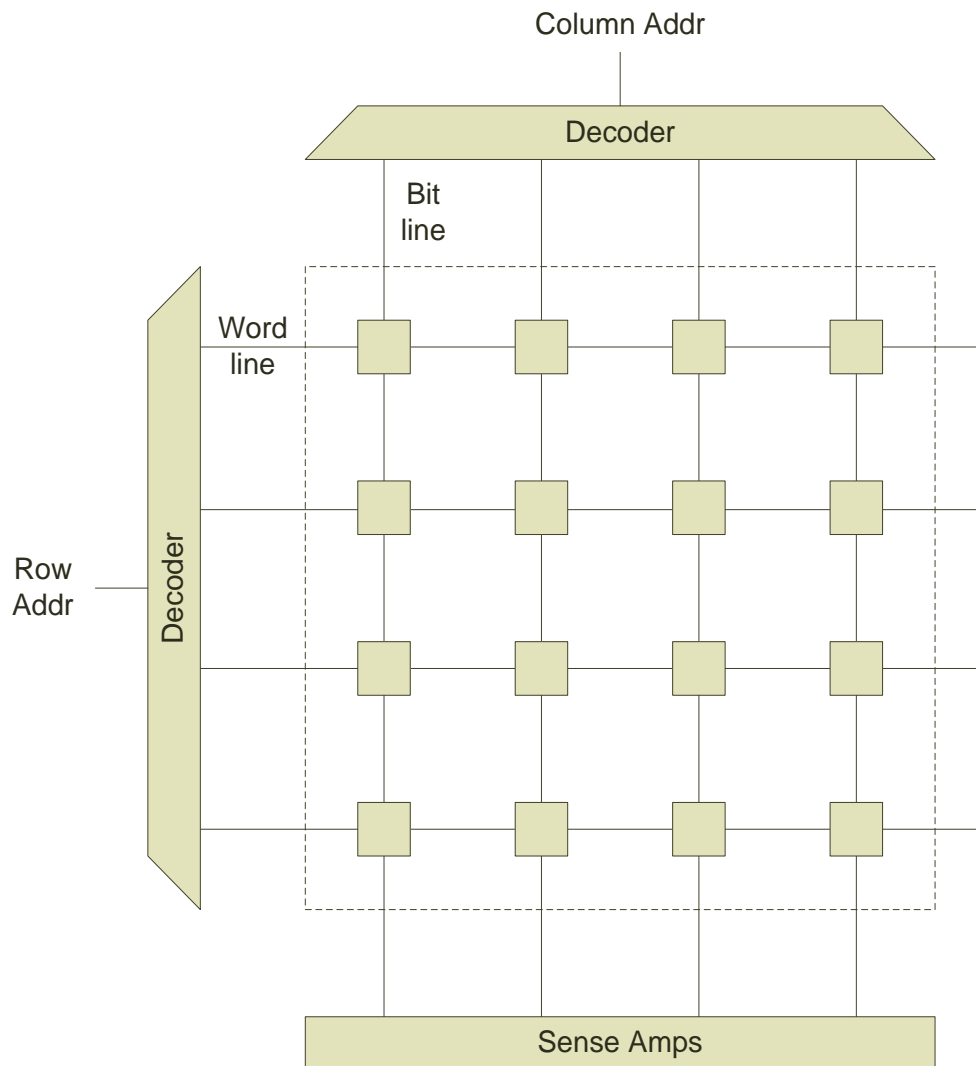 Column Addr
Decoder
Bit
line
Word
line
Row
Addr
Decoder
Sense Amps